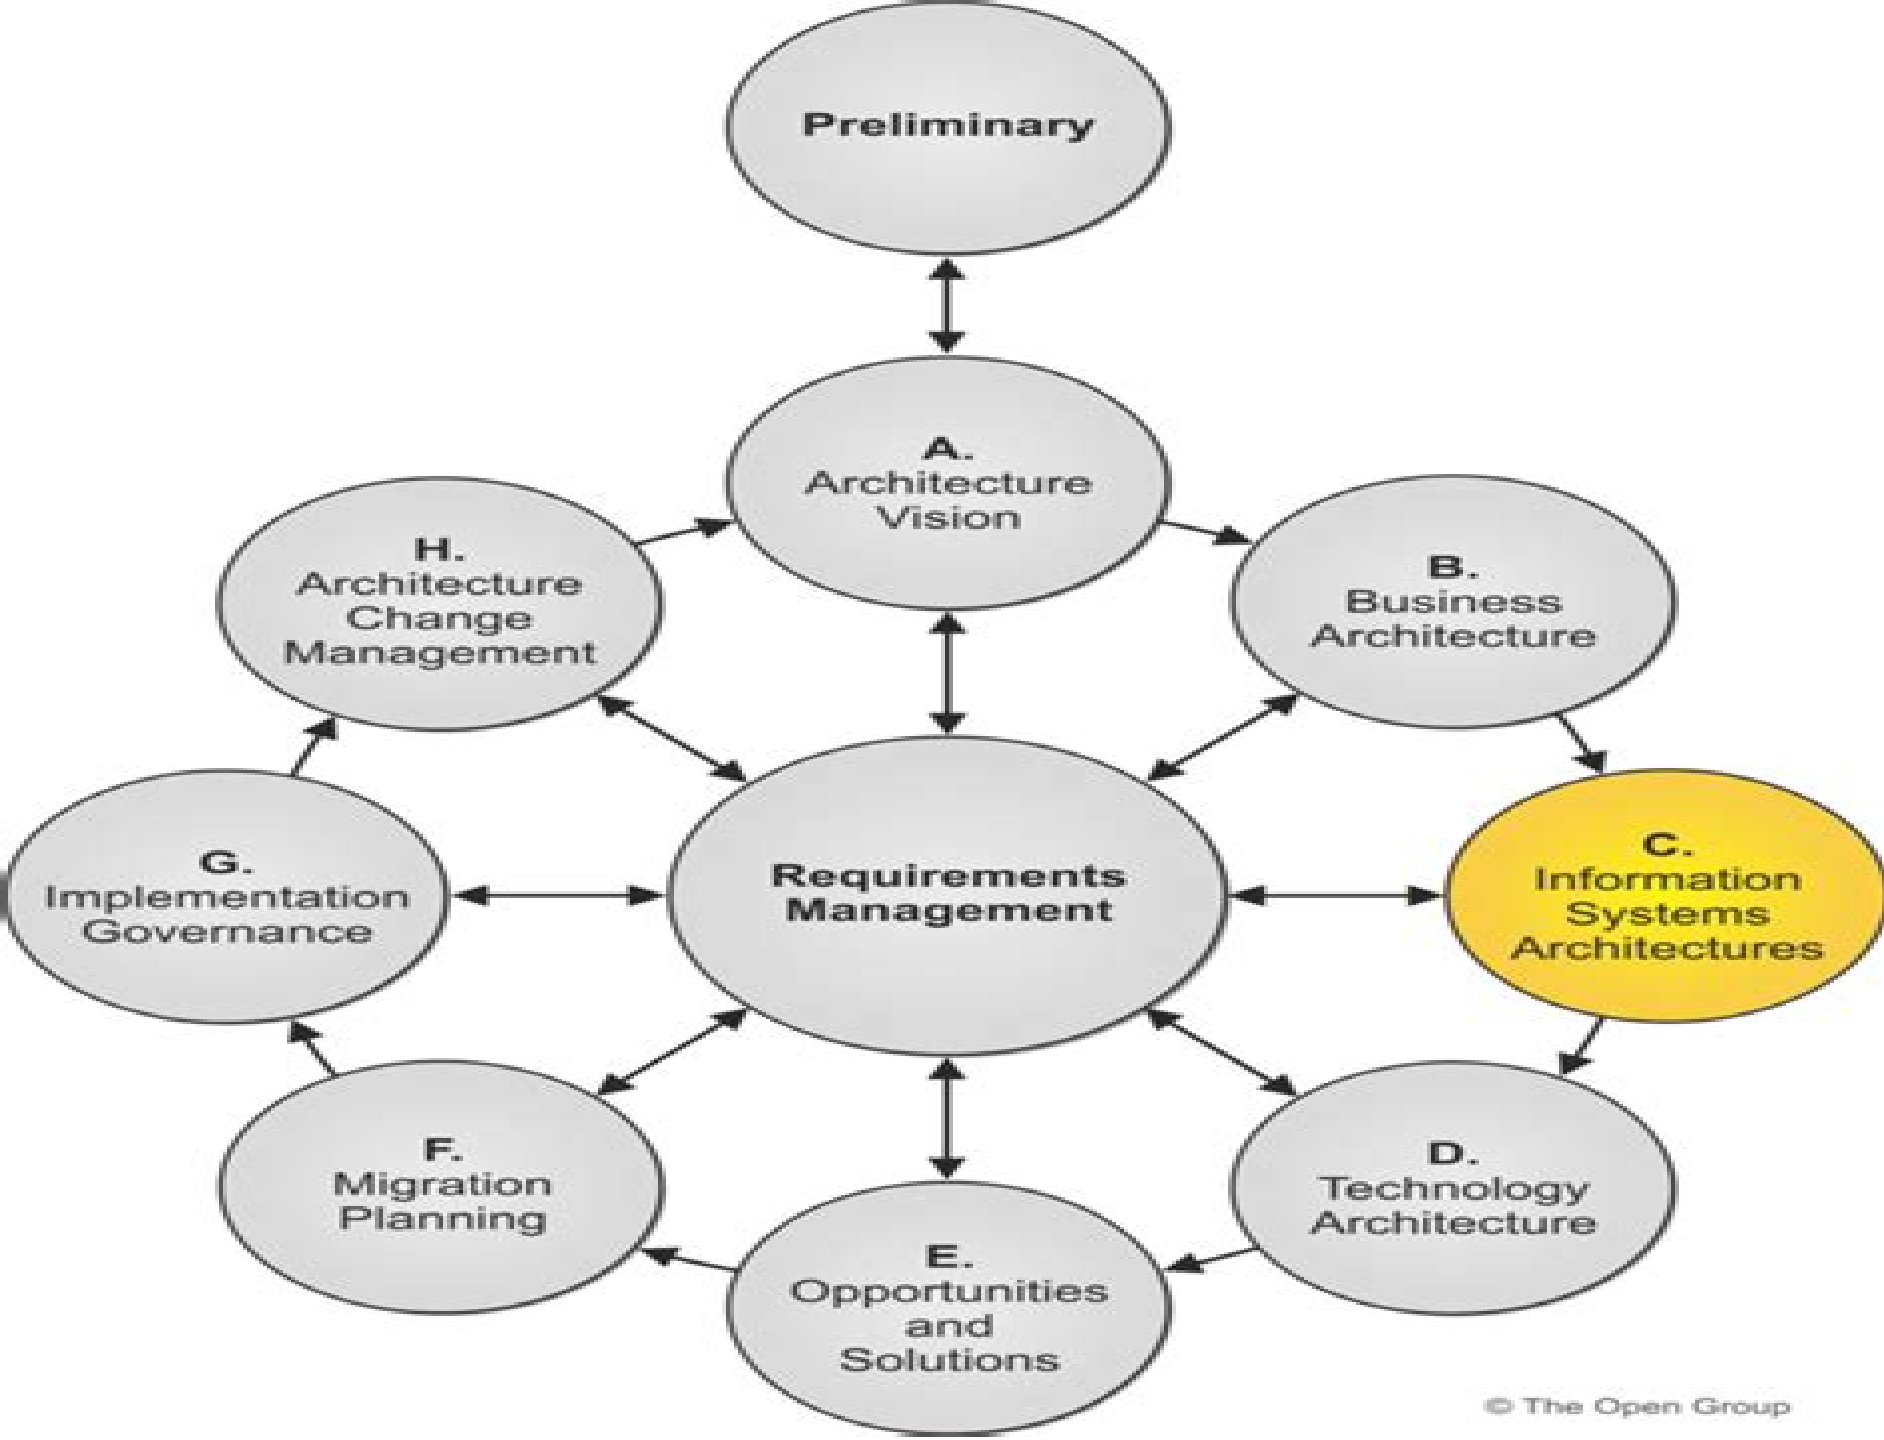 Preliminary
A.
Architecture
Vision
H.
Architecture
Change
Management
B.
Business
Architecture
G.
Implementation
Governance
Requirements
Management
C.
Information
Systems
Architectures
F.
Migration
Planning
D.
Technology
Architecture
E.
Opportunities
and
Solutions
© The Open Group